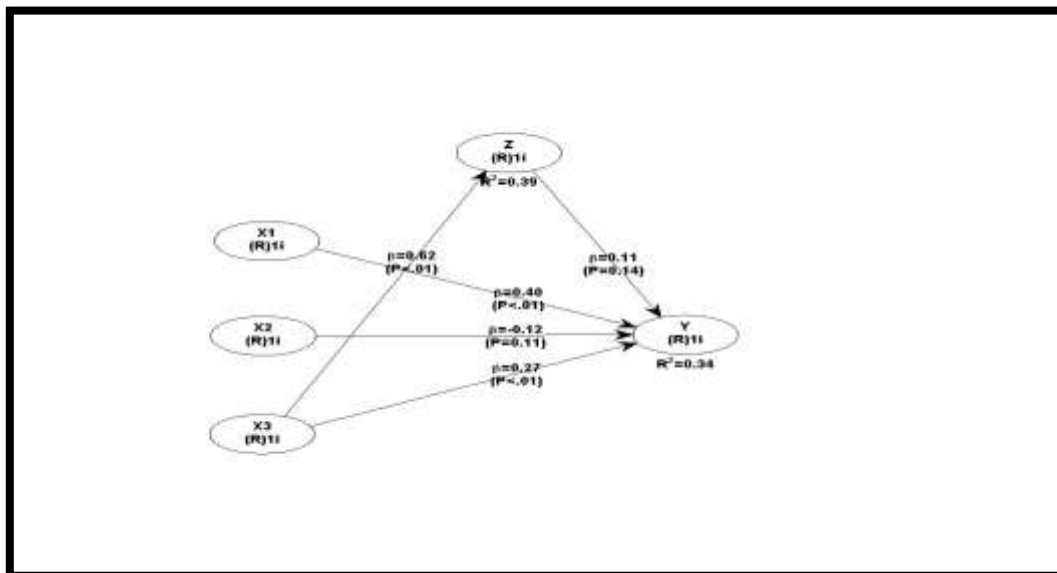 Z
(R)1i
R²=0.39
X1
(R)1i
β=0.62
(P<.01)
β=0.11
(P=0.14)
β=0.40
(P<.01)
X2
(R)1i
β=-0.12
(P=0.11)
Y
(R)1i
R²=0.34
β=0.27
(P<.01)
X3
(R)1i